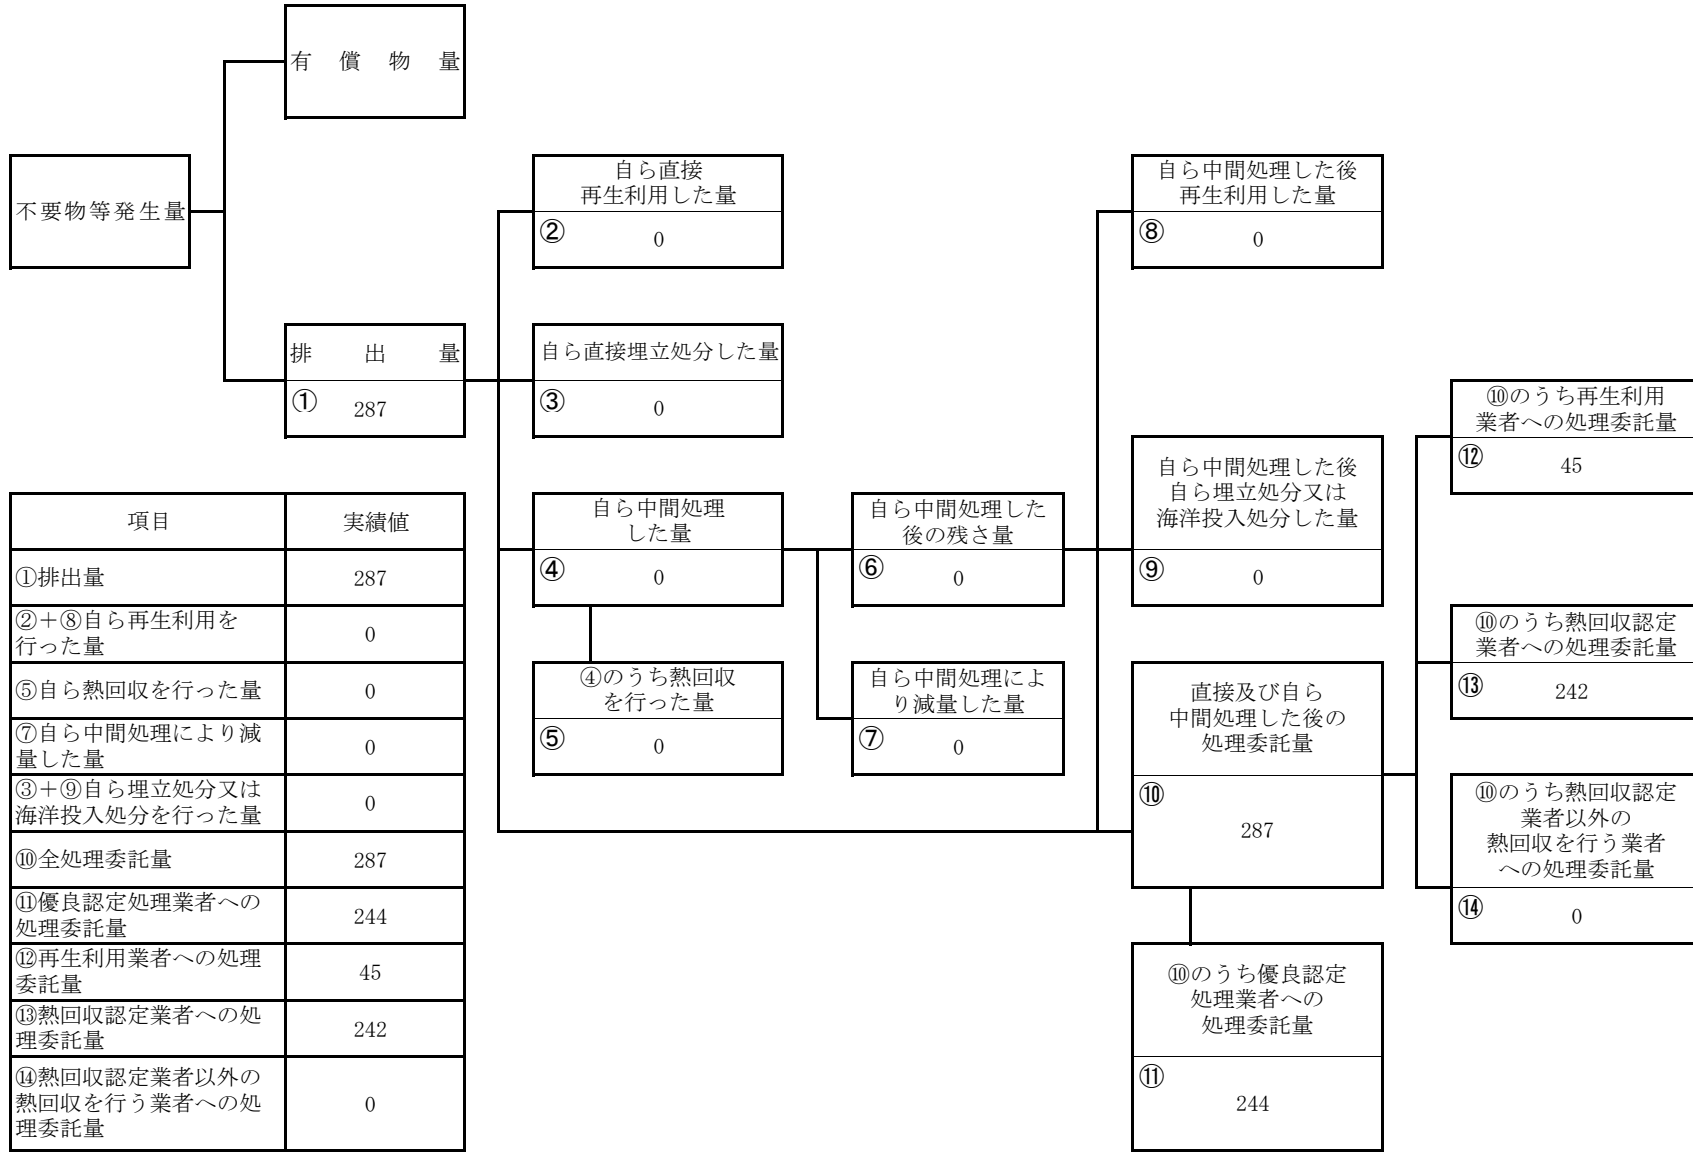 有償物量
不要物等発生量
排出量
① 287
自ら直接
再生利用した量
② 0
自ら直接埋立処分した量
③ 0
自ら中間処理
した量
④ 0
④のうち熱回収
を行った量
⑤ 0
自ら中間処理した
後の残さ量
⑥ 0
自ら中間処理によ
り減量した量
⑦ 0
自ら中間処理した後
再生利用した量
⑧ 0
自ら中間処理した後
自ら埋立処分又は
海洋投入処分した量
⑨ 0
直接及び自ら
中間処理した後の
処理委託量
⑩
287
⑩のうち優良認定
処理業者への
処理委託量
⑪
244
⑩のうち再生利用
業者への処理委託量
⑫ 45
⑩のうち熱回収認定
業者への処理委託量
⑬ 242
⑩のうち熱回収認定
業者以外の
熱回収を行う業者
への処理委託量
⑭ 0
項目 実績値
①排出量 287
②+⑧自ら再生利用を
行った量 0
⑤自ら熱回収を行った量 0
⑦自ら中間処理により減
量した量 0
③+⑨自ら埋立処分又は
海洋投入処分を行った量 0
⑩全処理委託量 287
⑪優良認定処理業者への
処理委託量 244
⑫再生利用業者への処理
委託量 45
⑬熱回収認定業者への処
理委託量 242
⑭熱回収認定業者以外の
熱回収を行う業者への処
理委託量 0